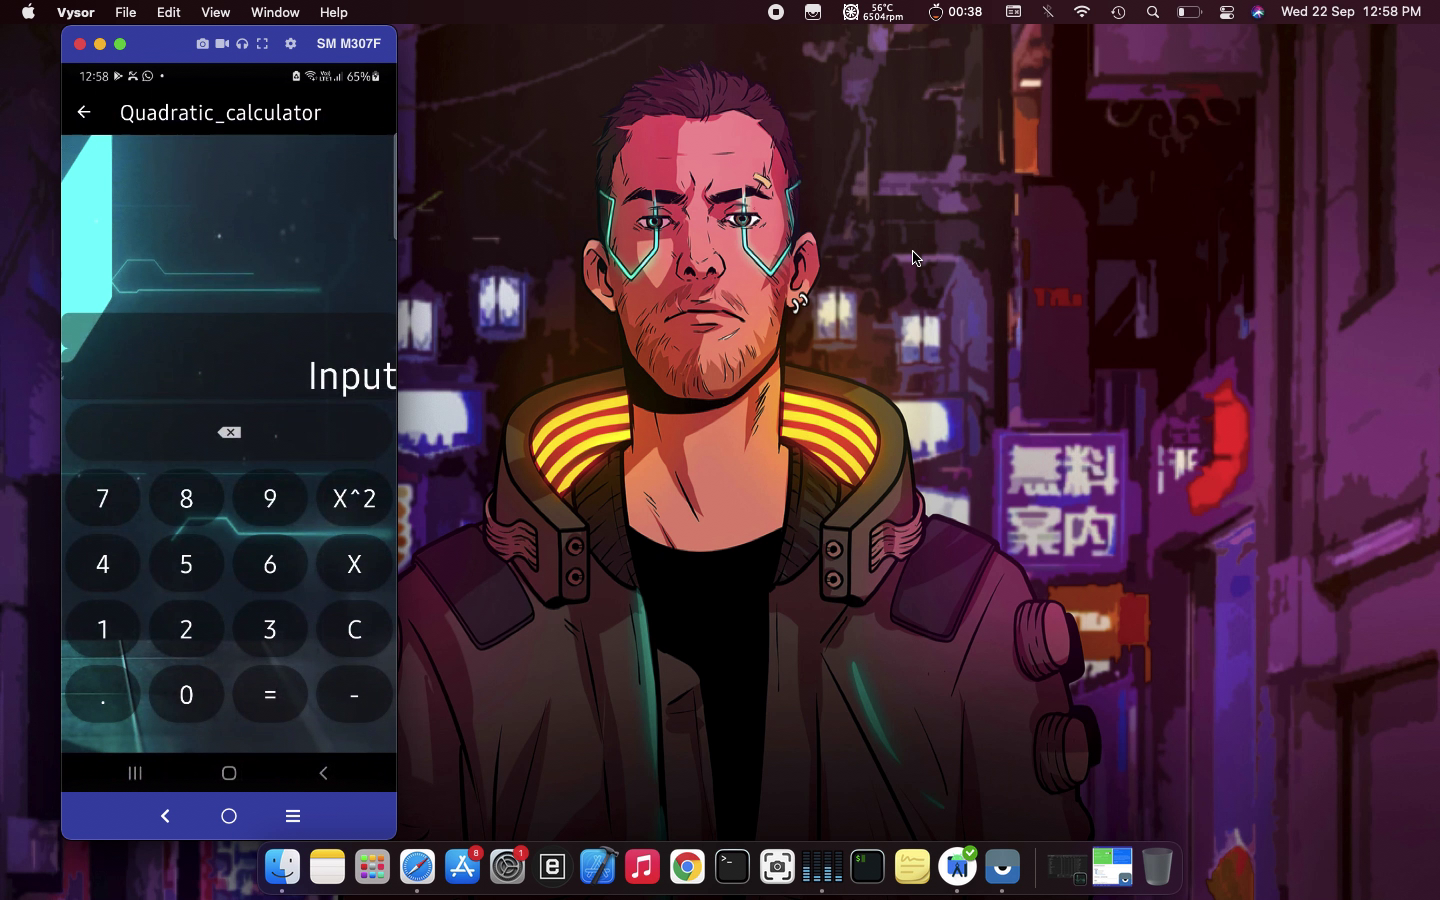 Vysor File Edit View Window Help
56°C
6504rpm
00:38
Wed 22 Sep 12:58 PM
SM M307F
12:58
65%
Quadratic_calculator
Input
7 8 9 X^2
4 5 6 X
1 2 3 C
. 0 = -
無料
案内
8
1